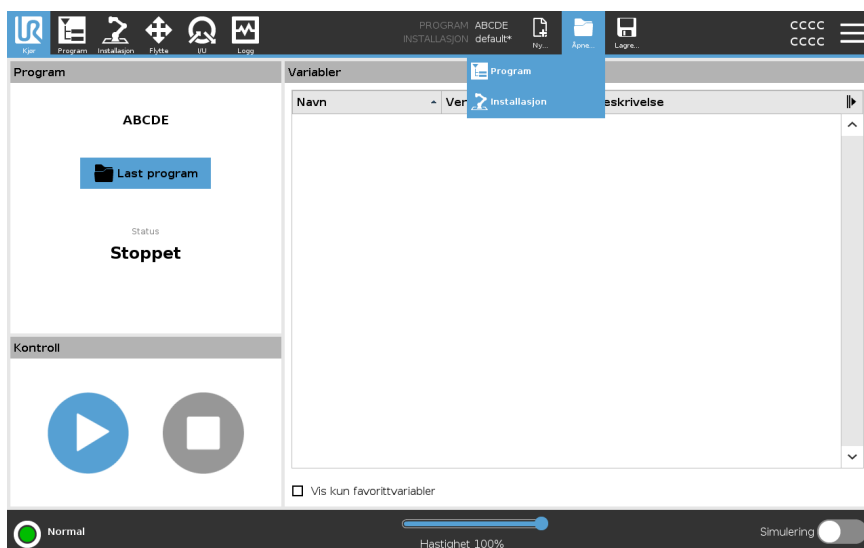 UR
Kjør
Program
Installasjon
Flytte
I/U
Logg
PROGRAM ABCDE
INSTALLASJON default*
Ny...
Åpne...
Lagre...
CCCC
CCCC
Program
Installasjon
Program
ABCDE
Last program
Status
Stoppet
Kontroll
Variabler
Navn
Ver
eskrivelse
Vis kun favorittvariabler
Normal
Hastighet 100%
Simulering